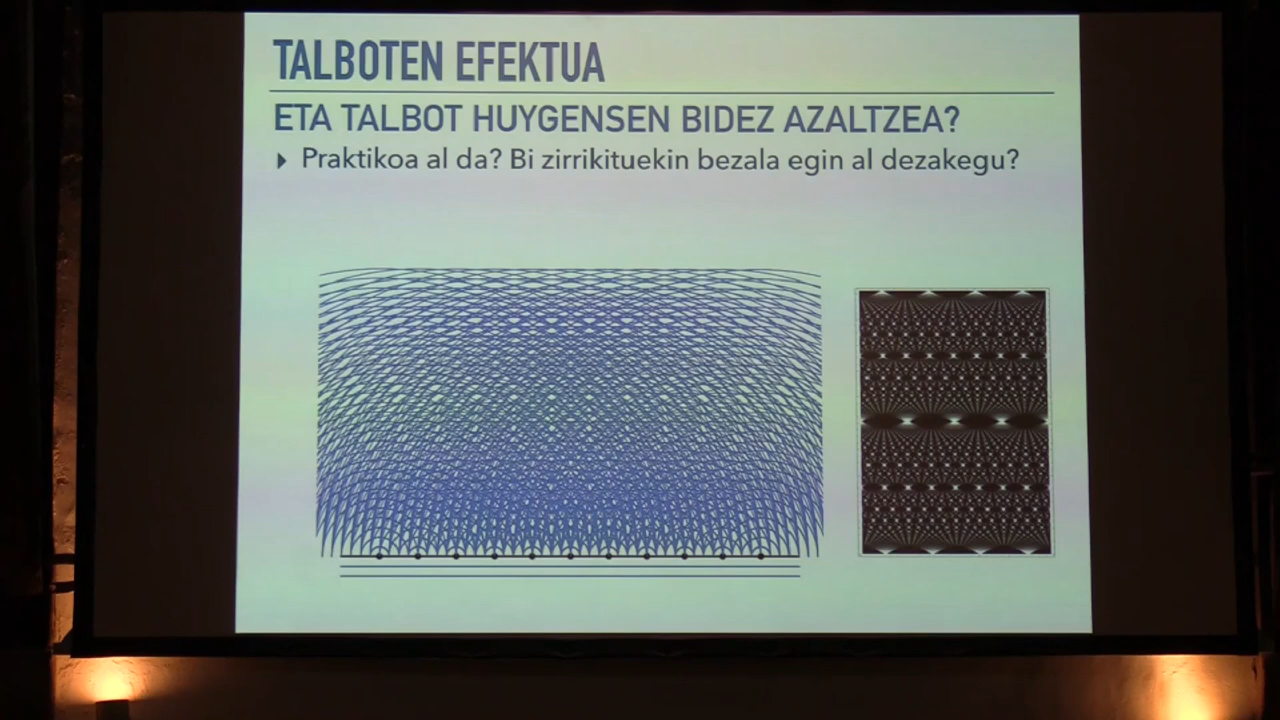 TALBOTEN EFEKTUA
ETA TALBOT HUYGENSEN BIDEZ AZALTZEA?
Praktikoa al da? Bi zirrikituekin bezala egin al dezakegu?